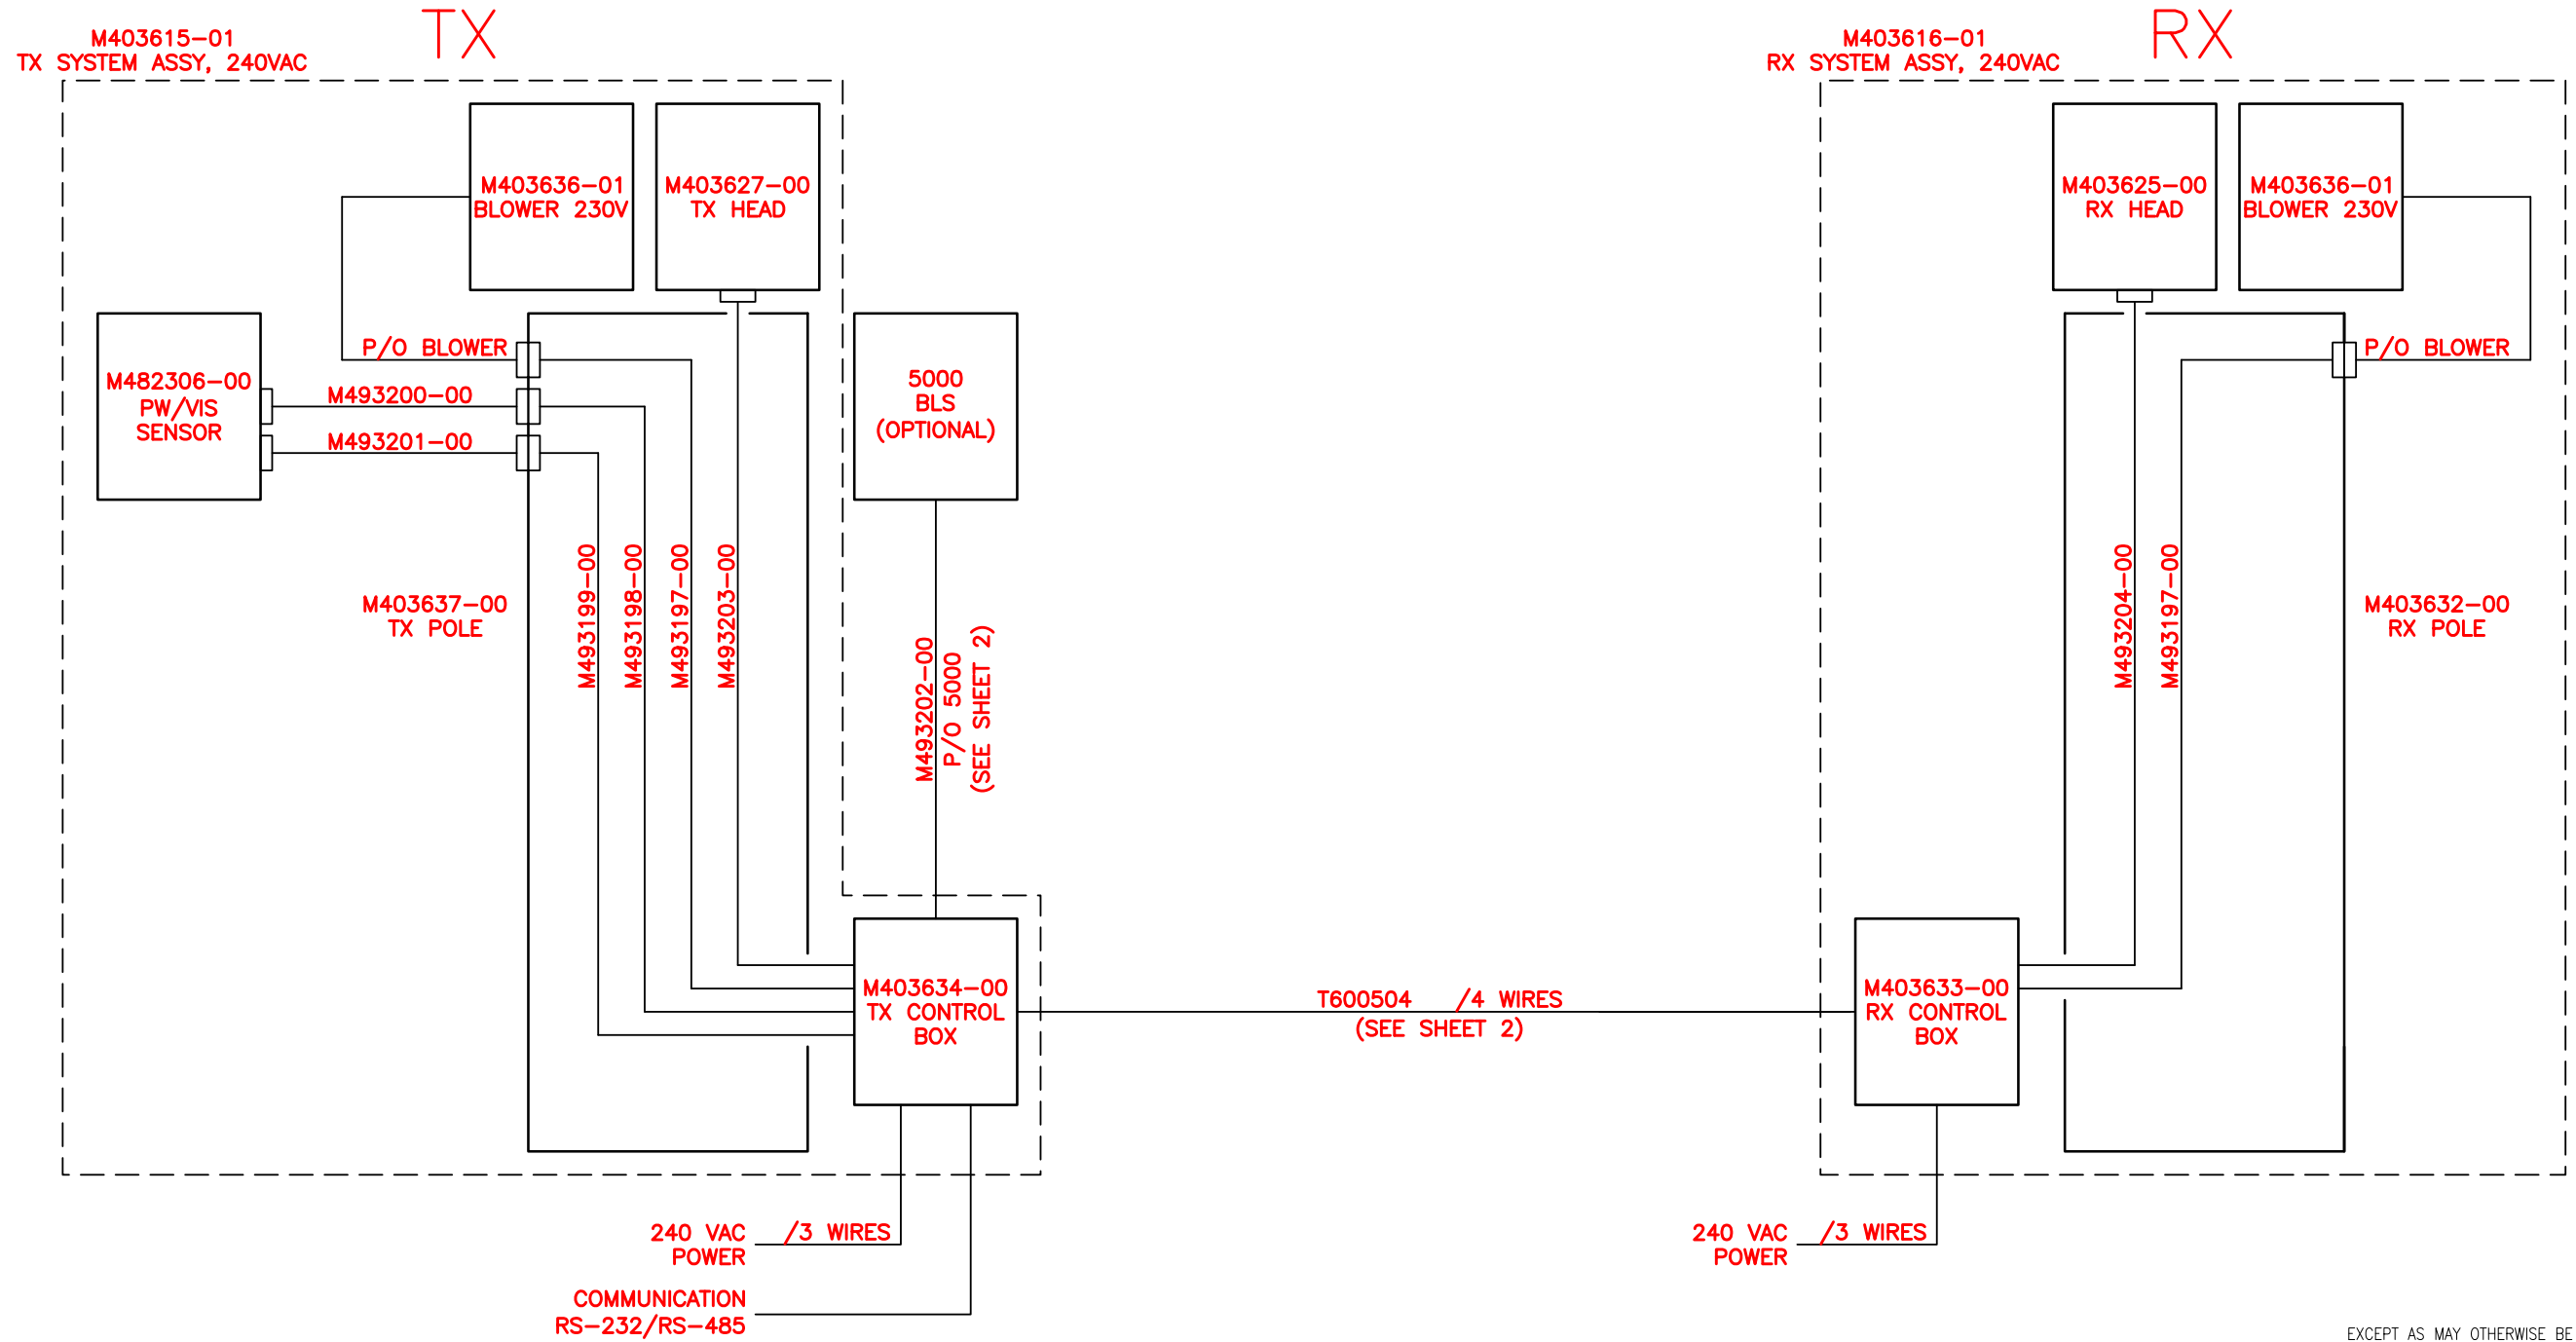 TX
M403615-01
TX SYSTEM ASSY, 240VAC
M403636-01
BLOWER 230V
M403627-00
TX HEAD
M482306-00
PW/VIS
SENSOR
P/O BLOWER
M493200-00
M493201-00
5000
BLS
(OPTIONAL)
M403637-00
TX POLE
M493199-00
M493198-00
M493197-00
M493203-00
M493202-00
P/O 5000
(SEE SHEET 2)
M403634-00
TX CONTROL
BOX
240 VAC
POWER
/3 WIRES
COMMUNICATION
RS-232/RS-485
T600504 /4 WIRES
(SEE SHEET 2)
RX
M403616-01
RX SYSTEM ASSY, 240VAC
M403625-00
RX HEAD
M403636-01
BLOWER 230V
P/O BLOWER
M493204-00
M493197-00
M403632-00
RX POLE
M403633-00
RX CONTROL
BOX
240 VAC
POWER
/3 WIRES
EXCEPT AS MAY OTHERWISE BE